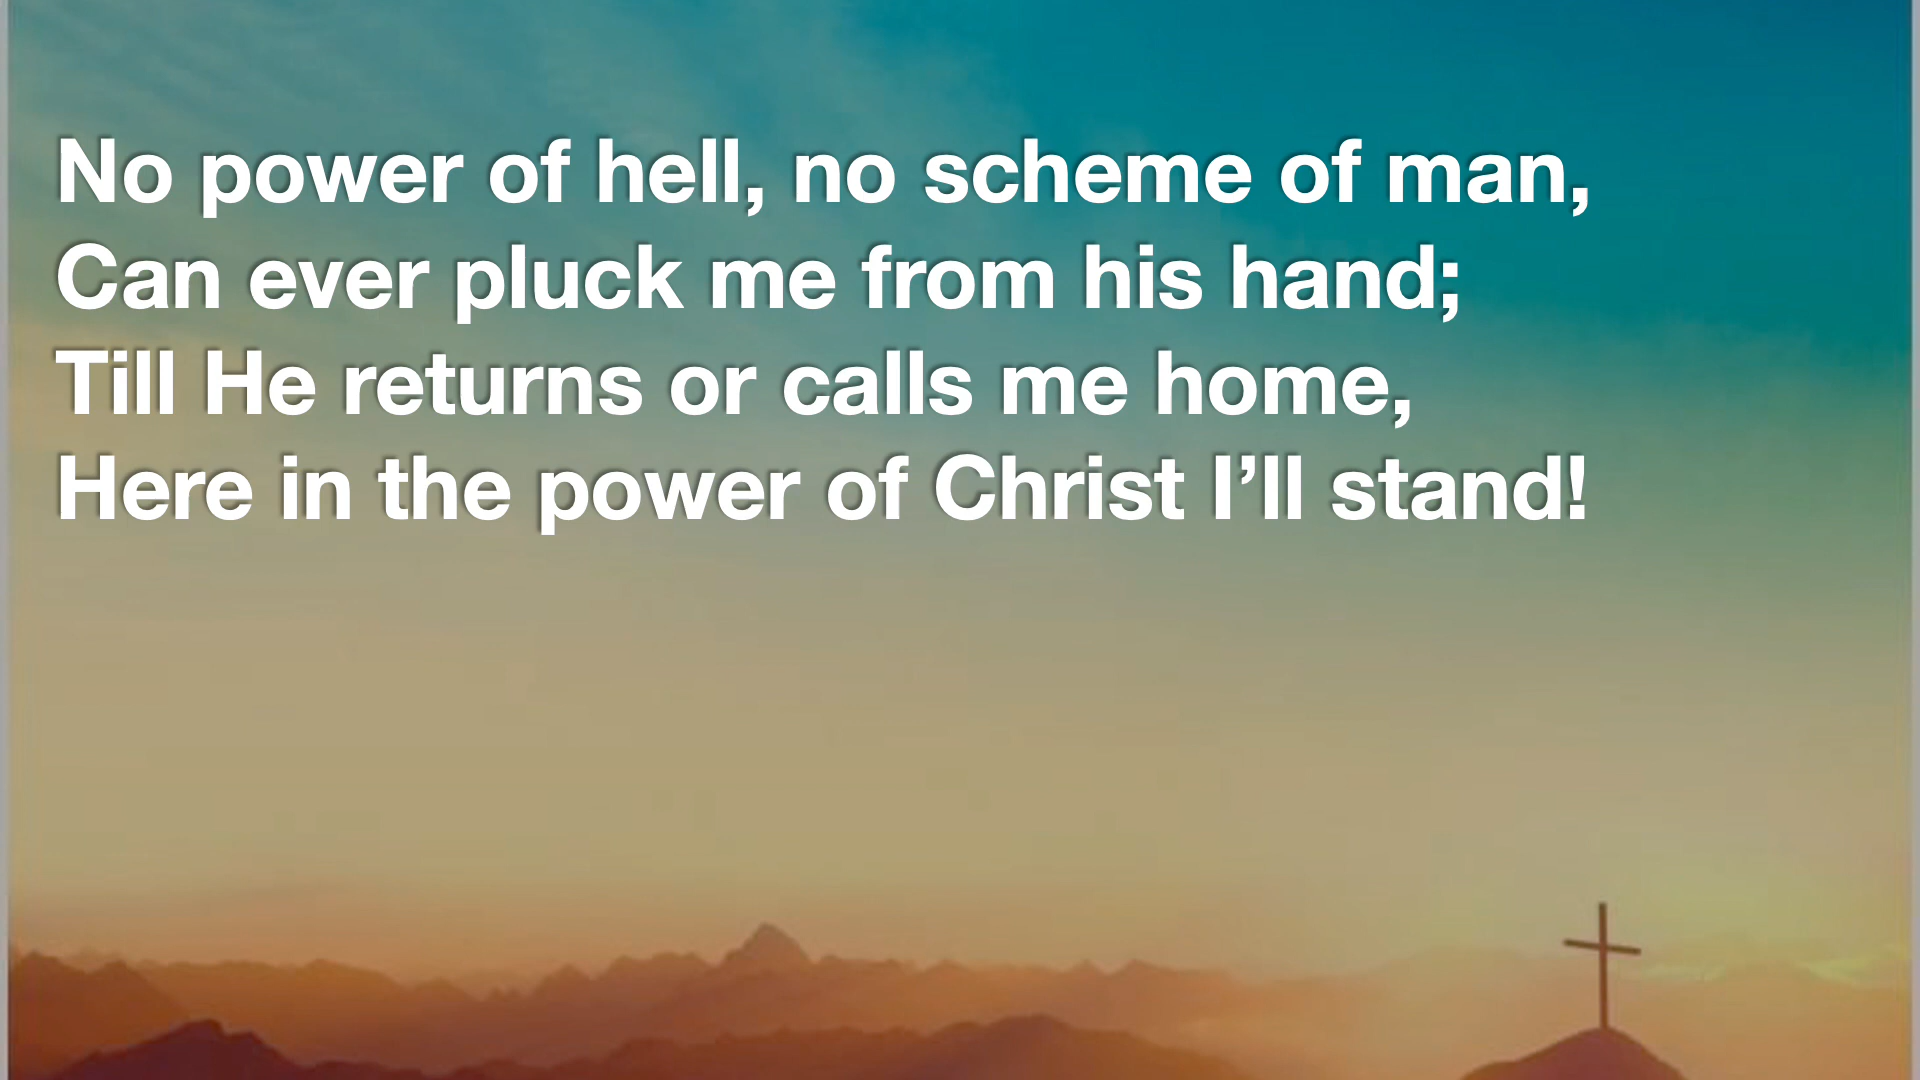 No power of hell, no scheme of man,
Can ever pluck me from his hand;
Till He returns or calls me home,
Here in the power of Christ I’ll stand!